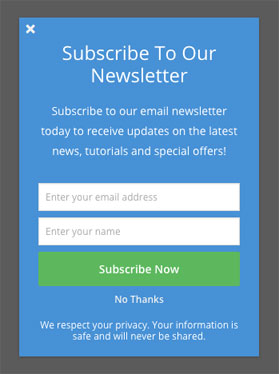 Subscribe To Our
Newsletter
Subscribe to our email newsletter
today to receive updates on the latest
news, tutorials and special offers!
Enter your email address
Enter your name
Subscribe Now
No Thanks
We respect your privacy. Your information is
safe and will never be shared.